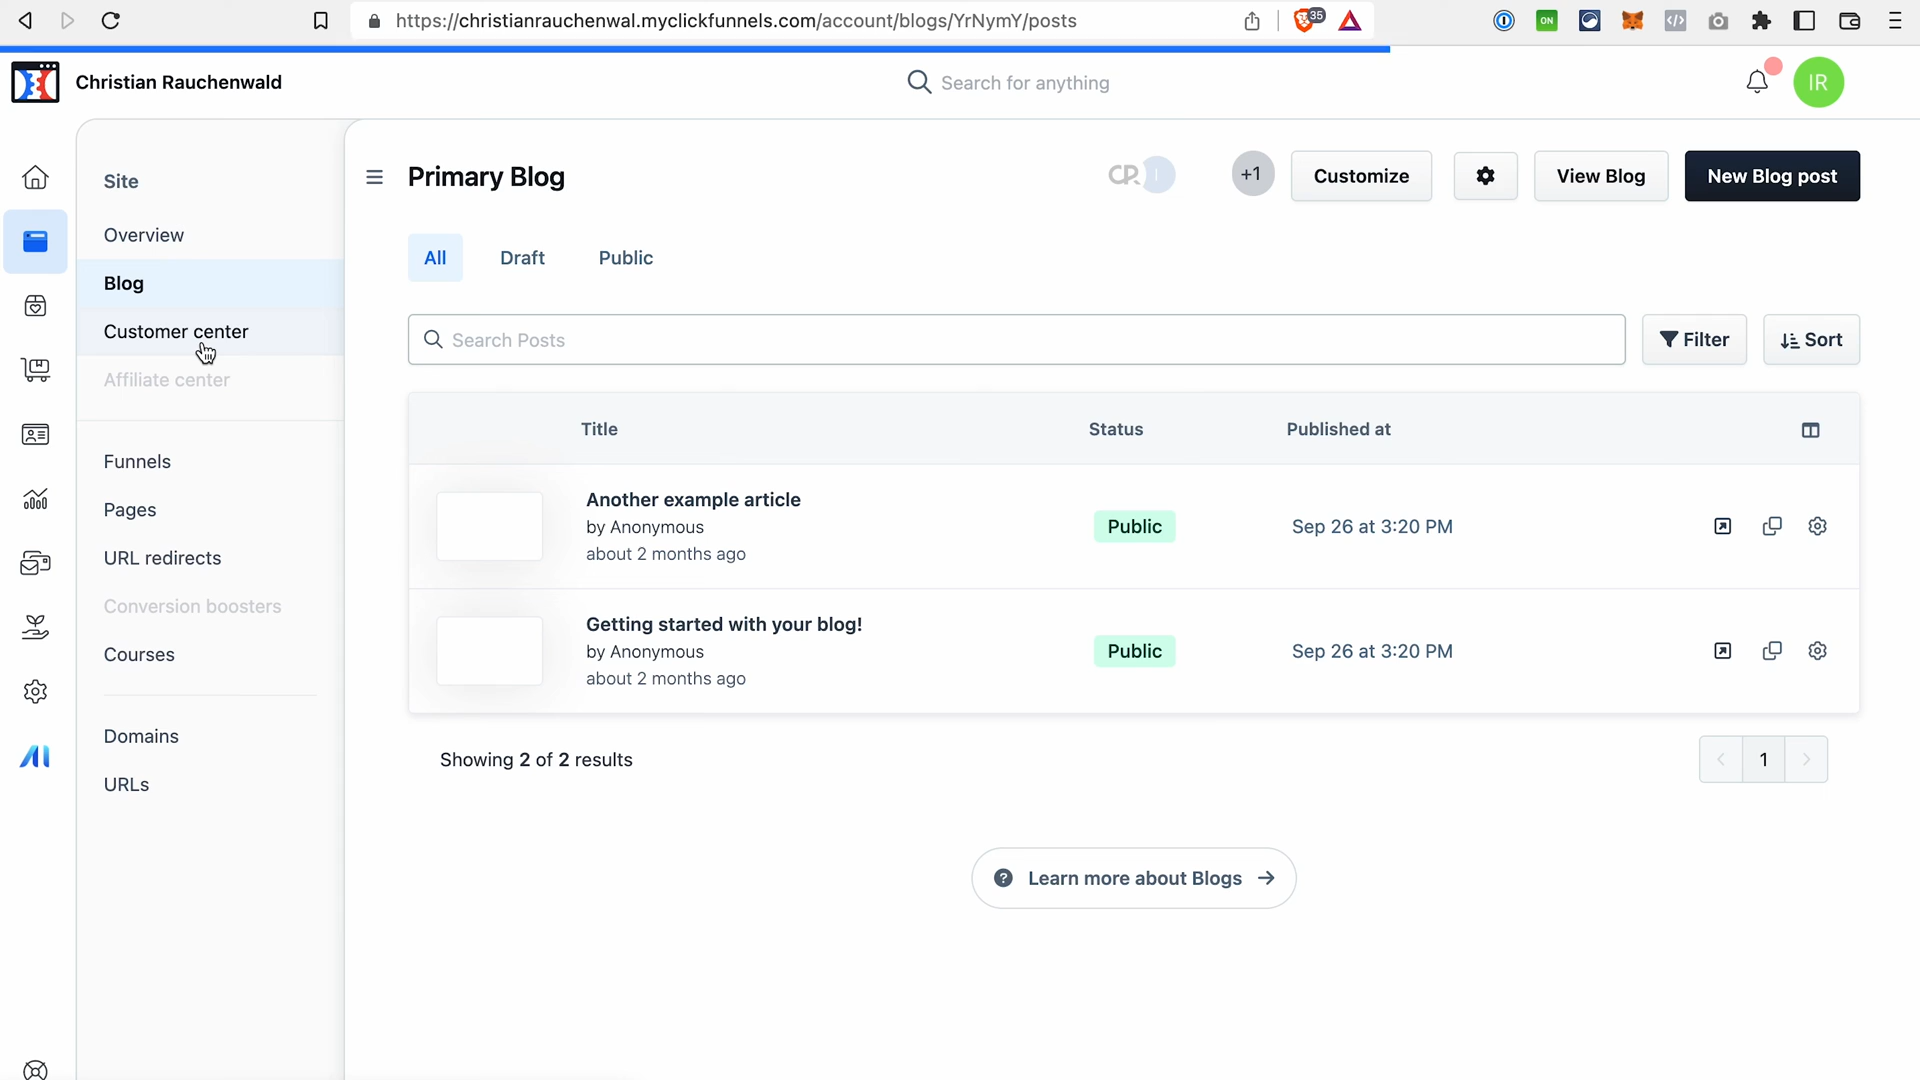 https://christianrauchenwal.myclickfunnels.com/account/blogs/YrNymY/posts
35
ON
Christian Rauchenwald
Search for anything
IR
Site
Overview
Blog
Customer center
Affiliate center
Funnels
Pages
URL redirects
Conversion boosters
Courses
Domains
URLs
Primary Blog
CR
I
+1
Customize
View Blog
New Blog post
All
Draft
Public
Search Posts
Filter
Sort
Title
Status
Published at
Another example article
by Anonymous
about 2 months ago
Public
Sep 26 at 3:20 PM
Getting started with your blog!
by Anonymous
about 2 months ago
Public
Sep 26 at 3:20 PM
Showing 2 of 2 results
1
Learn more about Blogs